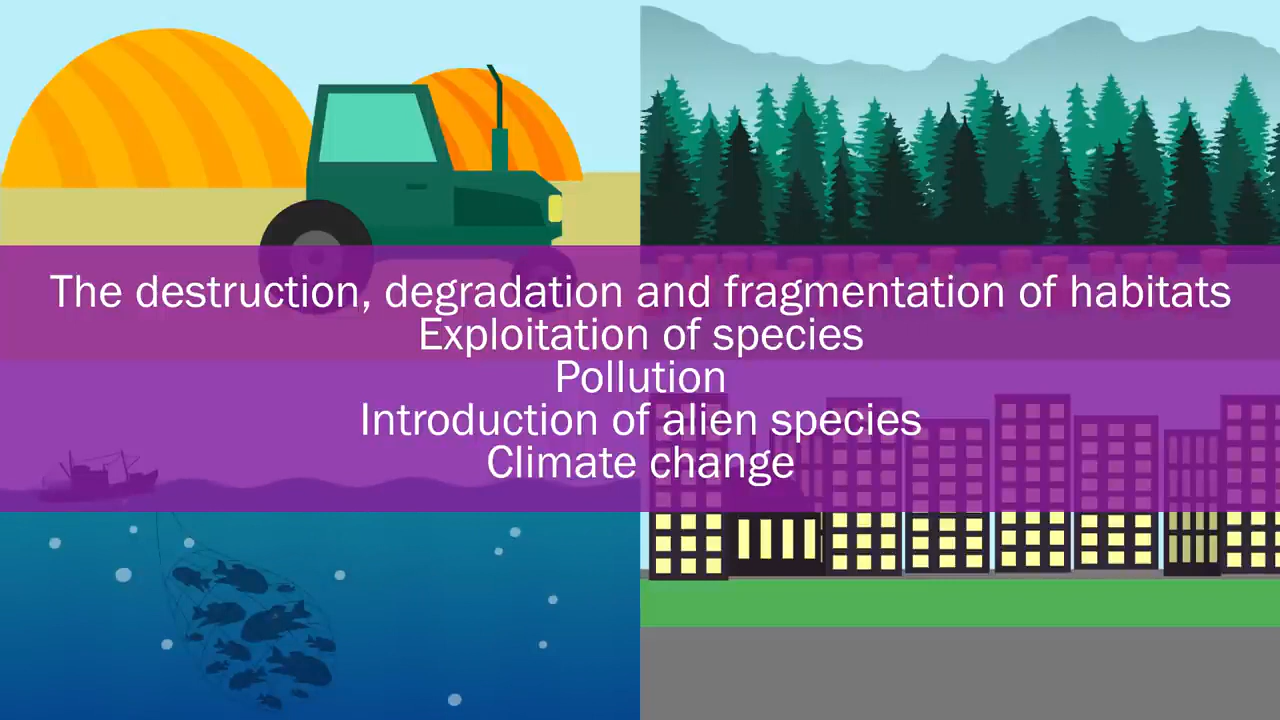 The destruction, degradation and fragmentation of habitats
Exploitation of species
Pollution
Introduction of alien species
Climate change